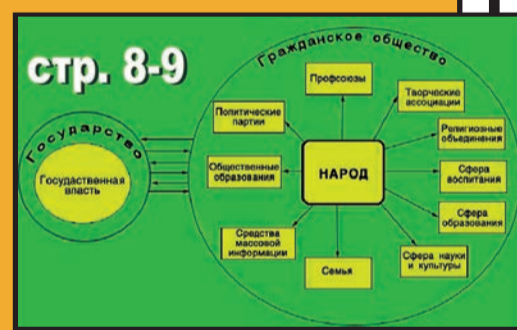 стр. 8-9
Гражданское общество
Государство
Государственная
власть
Профсоюзы
Творческие
ассоциации
Политические
партии
Религиозные
объединения
Общественные
образования
НАРОД
Сфера
воспитания
Сфера
образования
Средства
массовой
информации
Семья
Сфера науки
и культуры